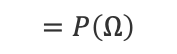 = P(Ω)